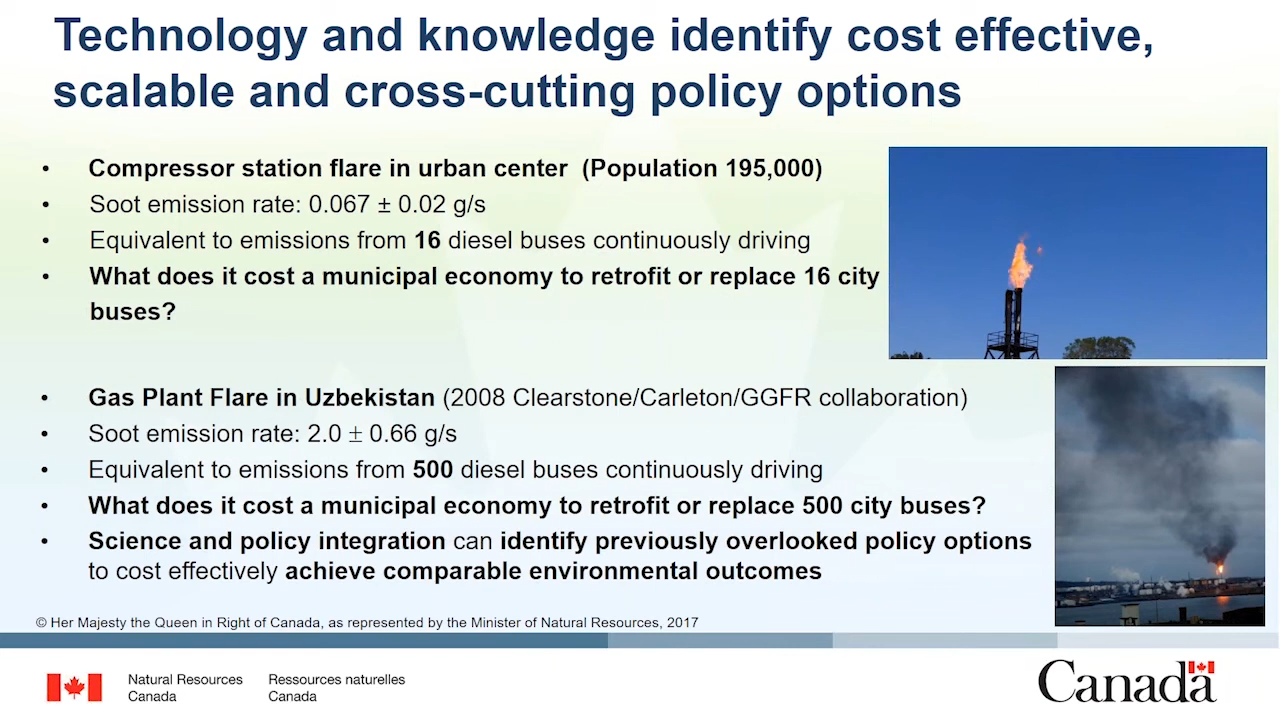 Technology and knowledge identify cost effective,
scalable and cross-cutting policy options
• Compressor station flare in urban center (Population 195,000)
• Soot emission rate: 0.067 ± 0.02 g/s
• Equivalent to emissions from 16 diesel buses continuously driving
• What does it cost a municipal economy to retrofit or replace 16 city
buses?
• Gas Plant Flare in Uzbekistan (2008 Clearstone/Carleton/GGFR collaboration)
• Soot emission rate: 2.0 ± 0.66 g/s
• Equivalent to emissions from 500 diesel buses continuously driving
• What does it cost a municipal economy to retrofit or replace 500 city buses?
• Science and policy integration can identify previously overlooked policy options
to cost effectively achieve comparable environmental outcomes
© Her Majesty the Queen in Right of Canada, as represented by the Minister of Natural Resources, 2017
Natural Resources
Canada
Ressources naturelles
Canada
Canada